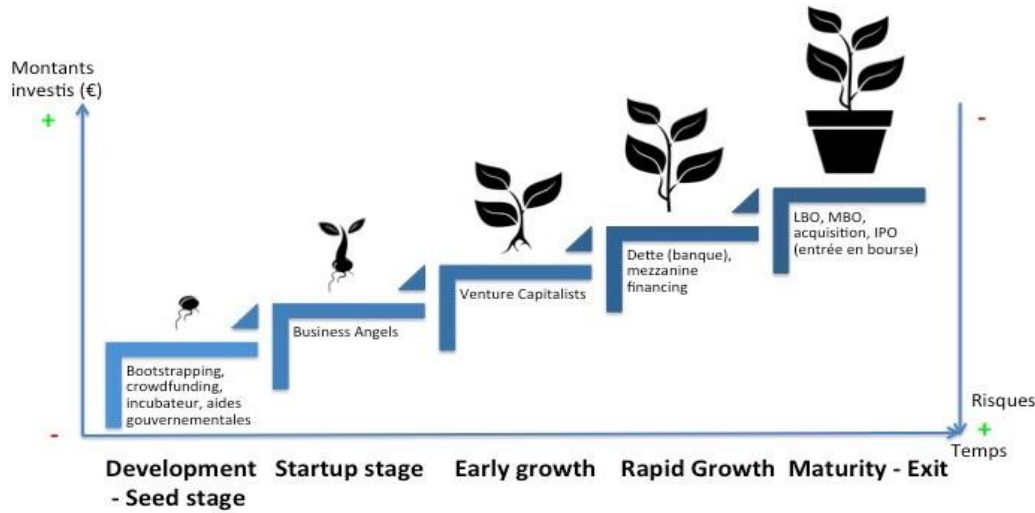 Montants
investis (€)
+
-
LBO, MBO,
acquisition, IPO
(entrée en bourse)
Dette (banque),
mezzanine
financing
Venture Capitalists
Business Angels
Bootstrapping,
crowdfunding,
incubateur, aides
gouvernementales
-
Risques
+
Temps
Development
- Seed stage
Startup stage
Early growth
Rapid Growth
Maturity - Exit